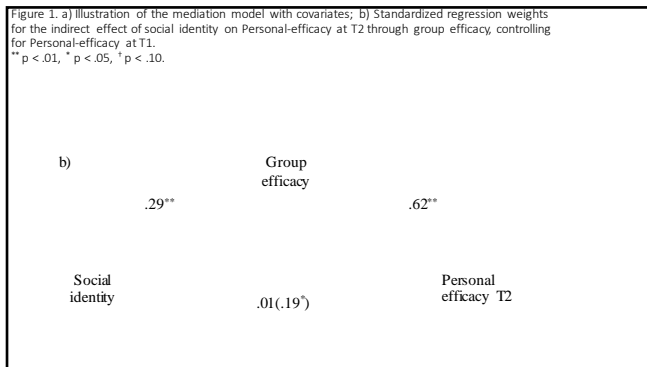 Figure 1. a) Illustration of the mediation model with covariates; b) Standardized regression weights
for the indirect effect of social identity on Personal-efficacy at T2 through group efficacy, controlling
for Personal-efficacy at T1.
** p < .01, * p < .05, † p < .10.
b)
Group
efficacy
.29**
.62**
Social
identity
.01(.19*)
Personal
efficacy T2